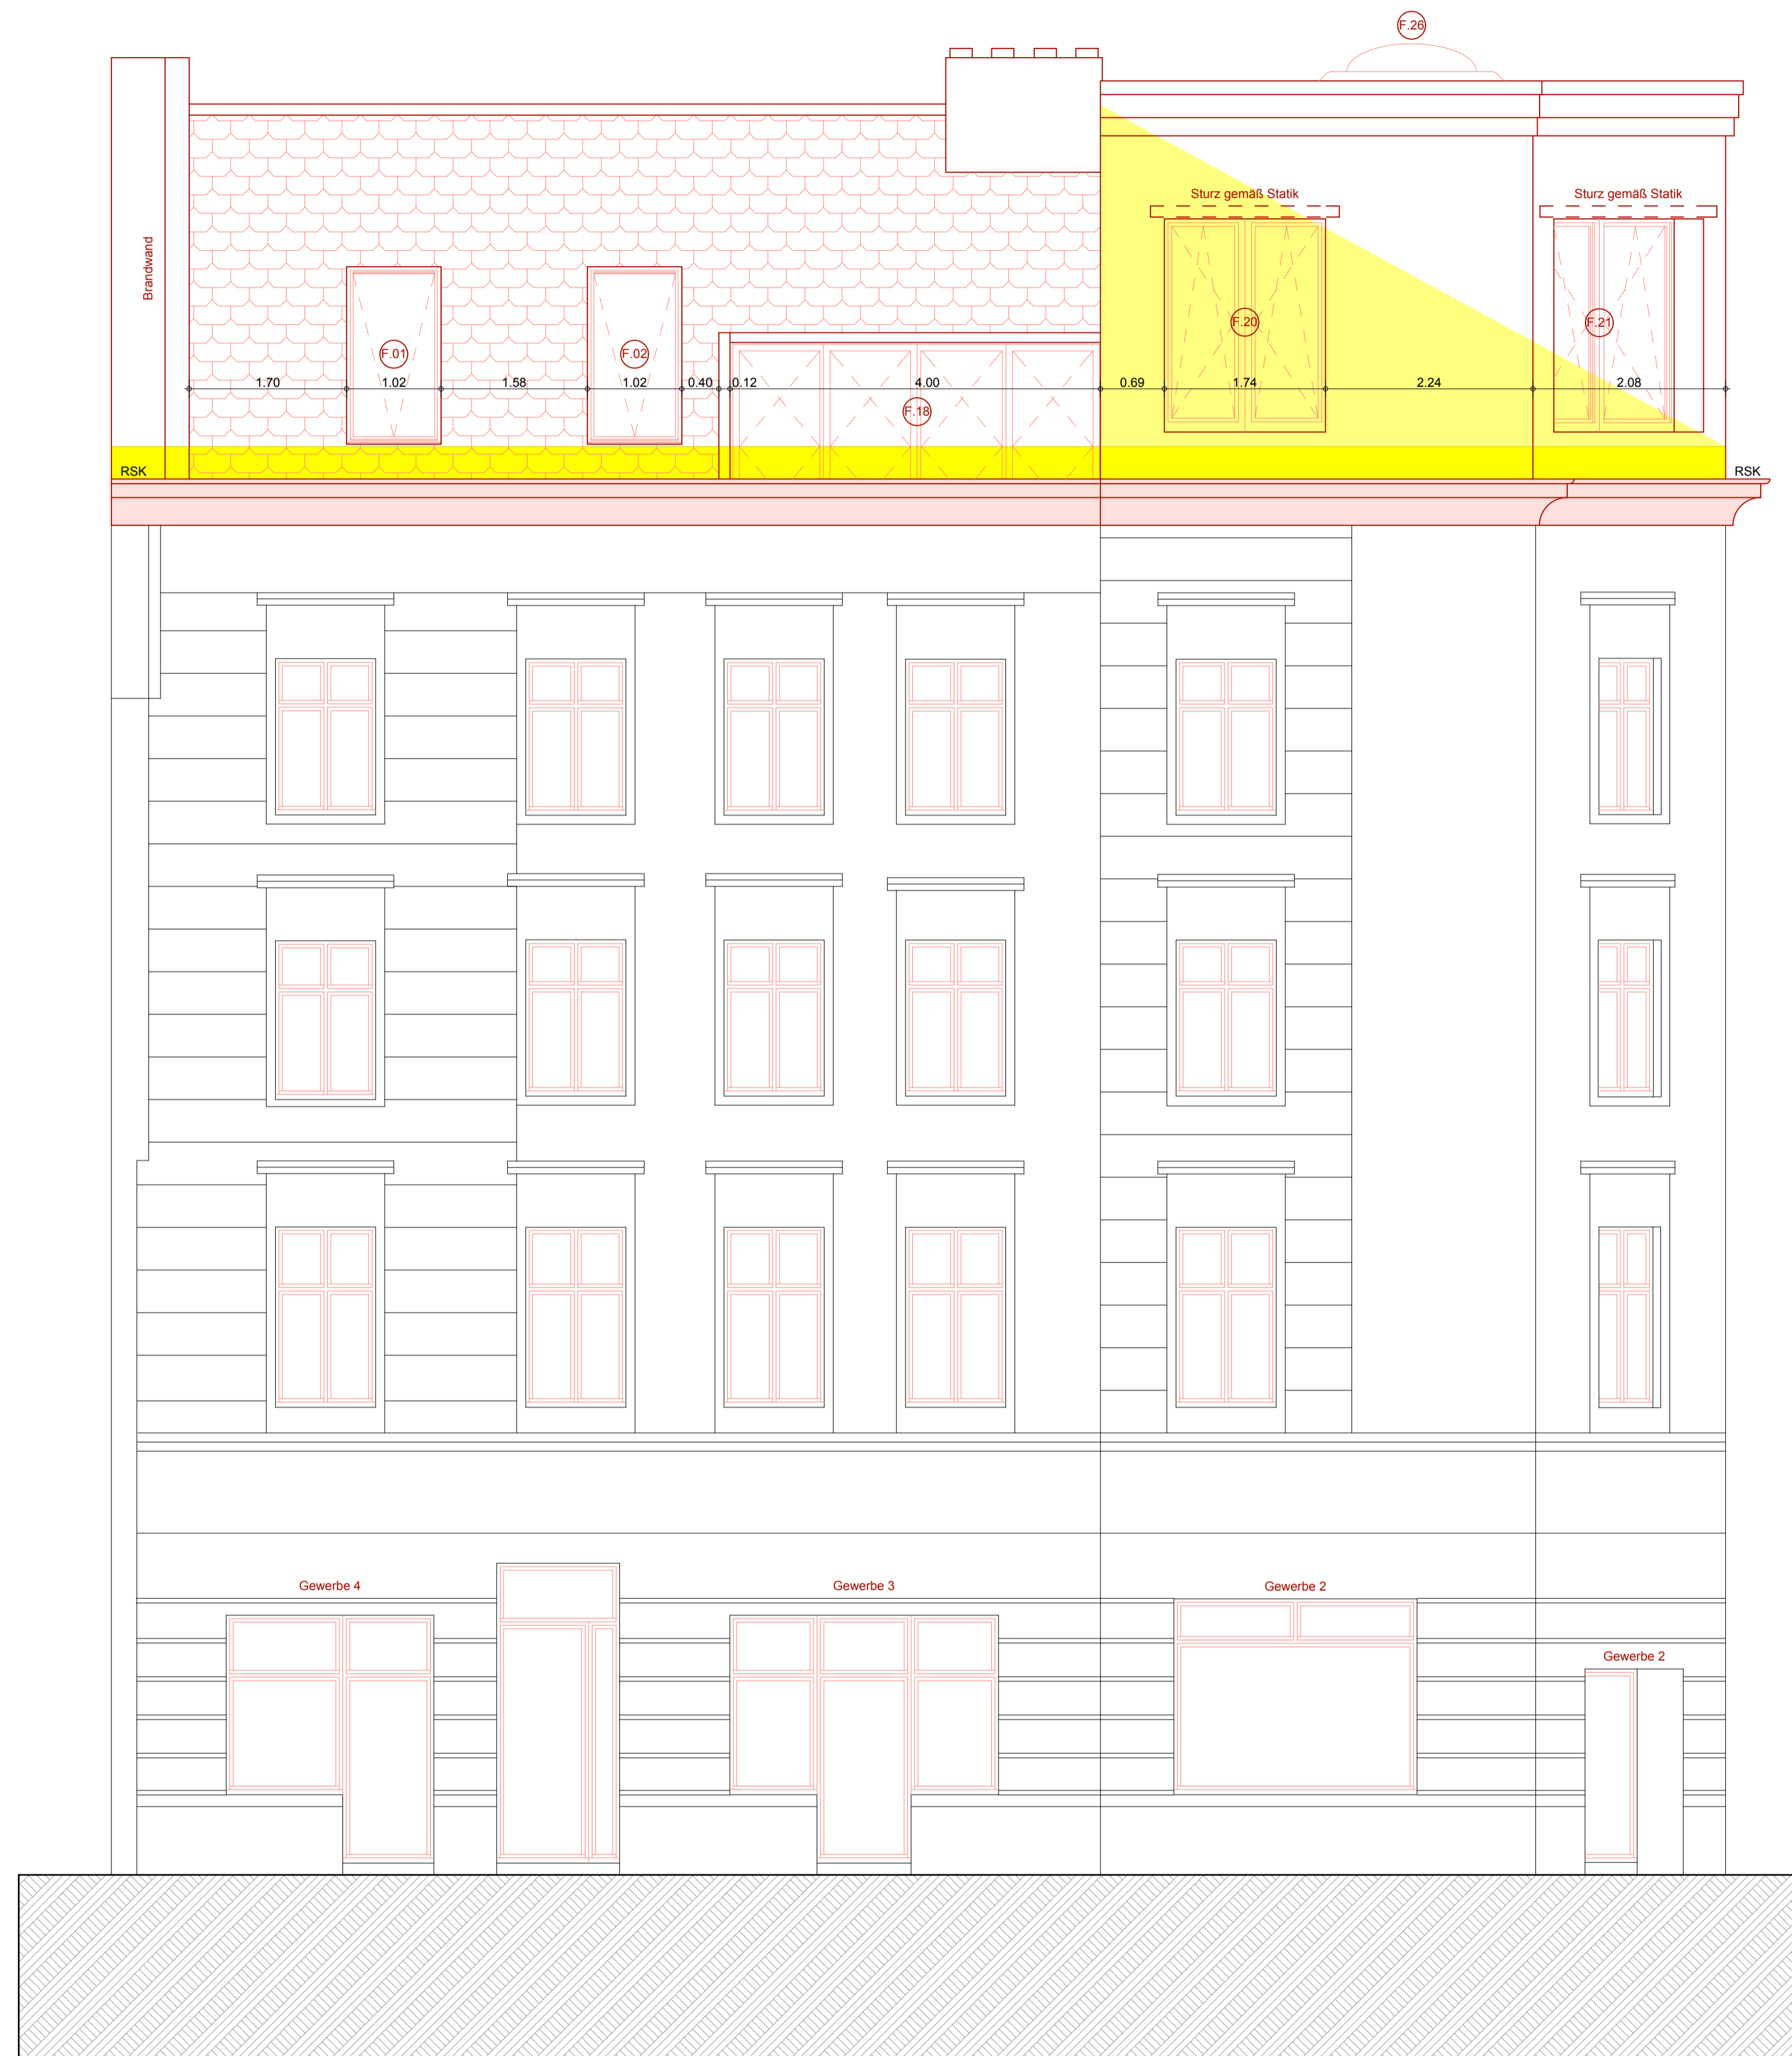 F.26
Sturz gemäß Statik
Sturz gemäß Statik
Brandwand
F.20
F.21
F.01
F.02
1.70
1.02
1.58
1.02
0.40
0.12
4.00
0.69
1.74
2.24
2.08
F.18
RSK
RSK
Gewerbe 4
Gewerbe 3
Gewerbe 2
Gewerbe 2